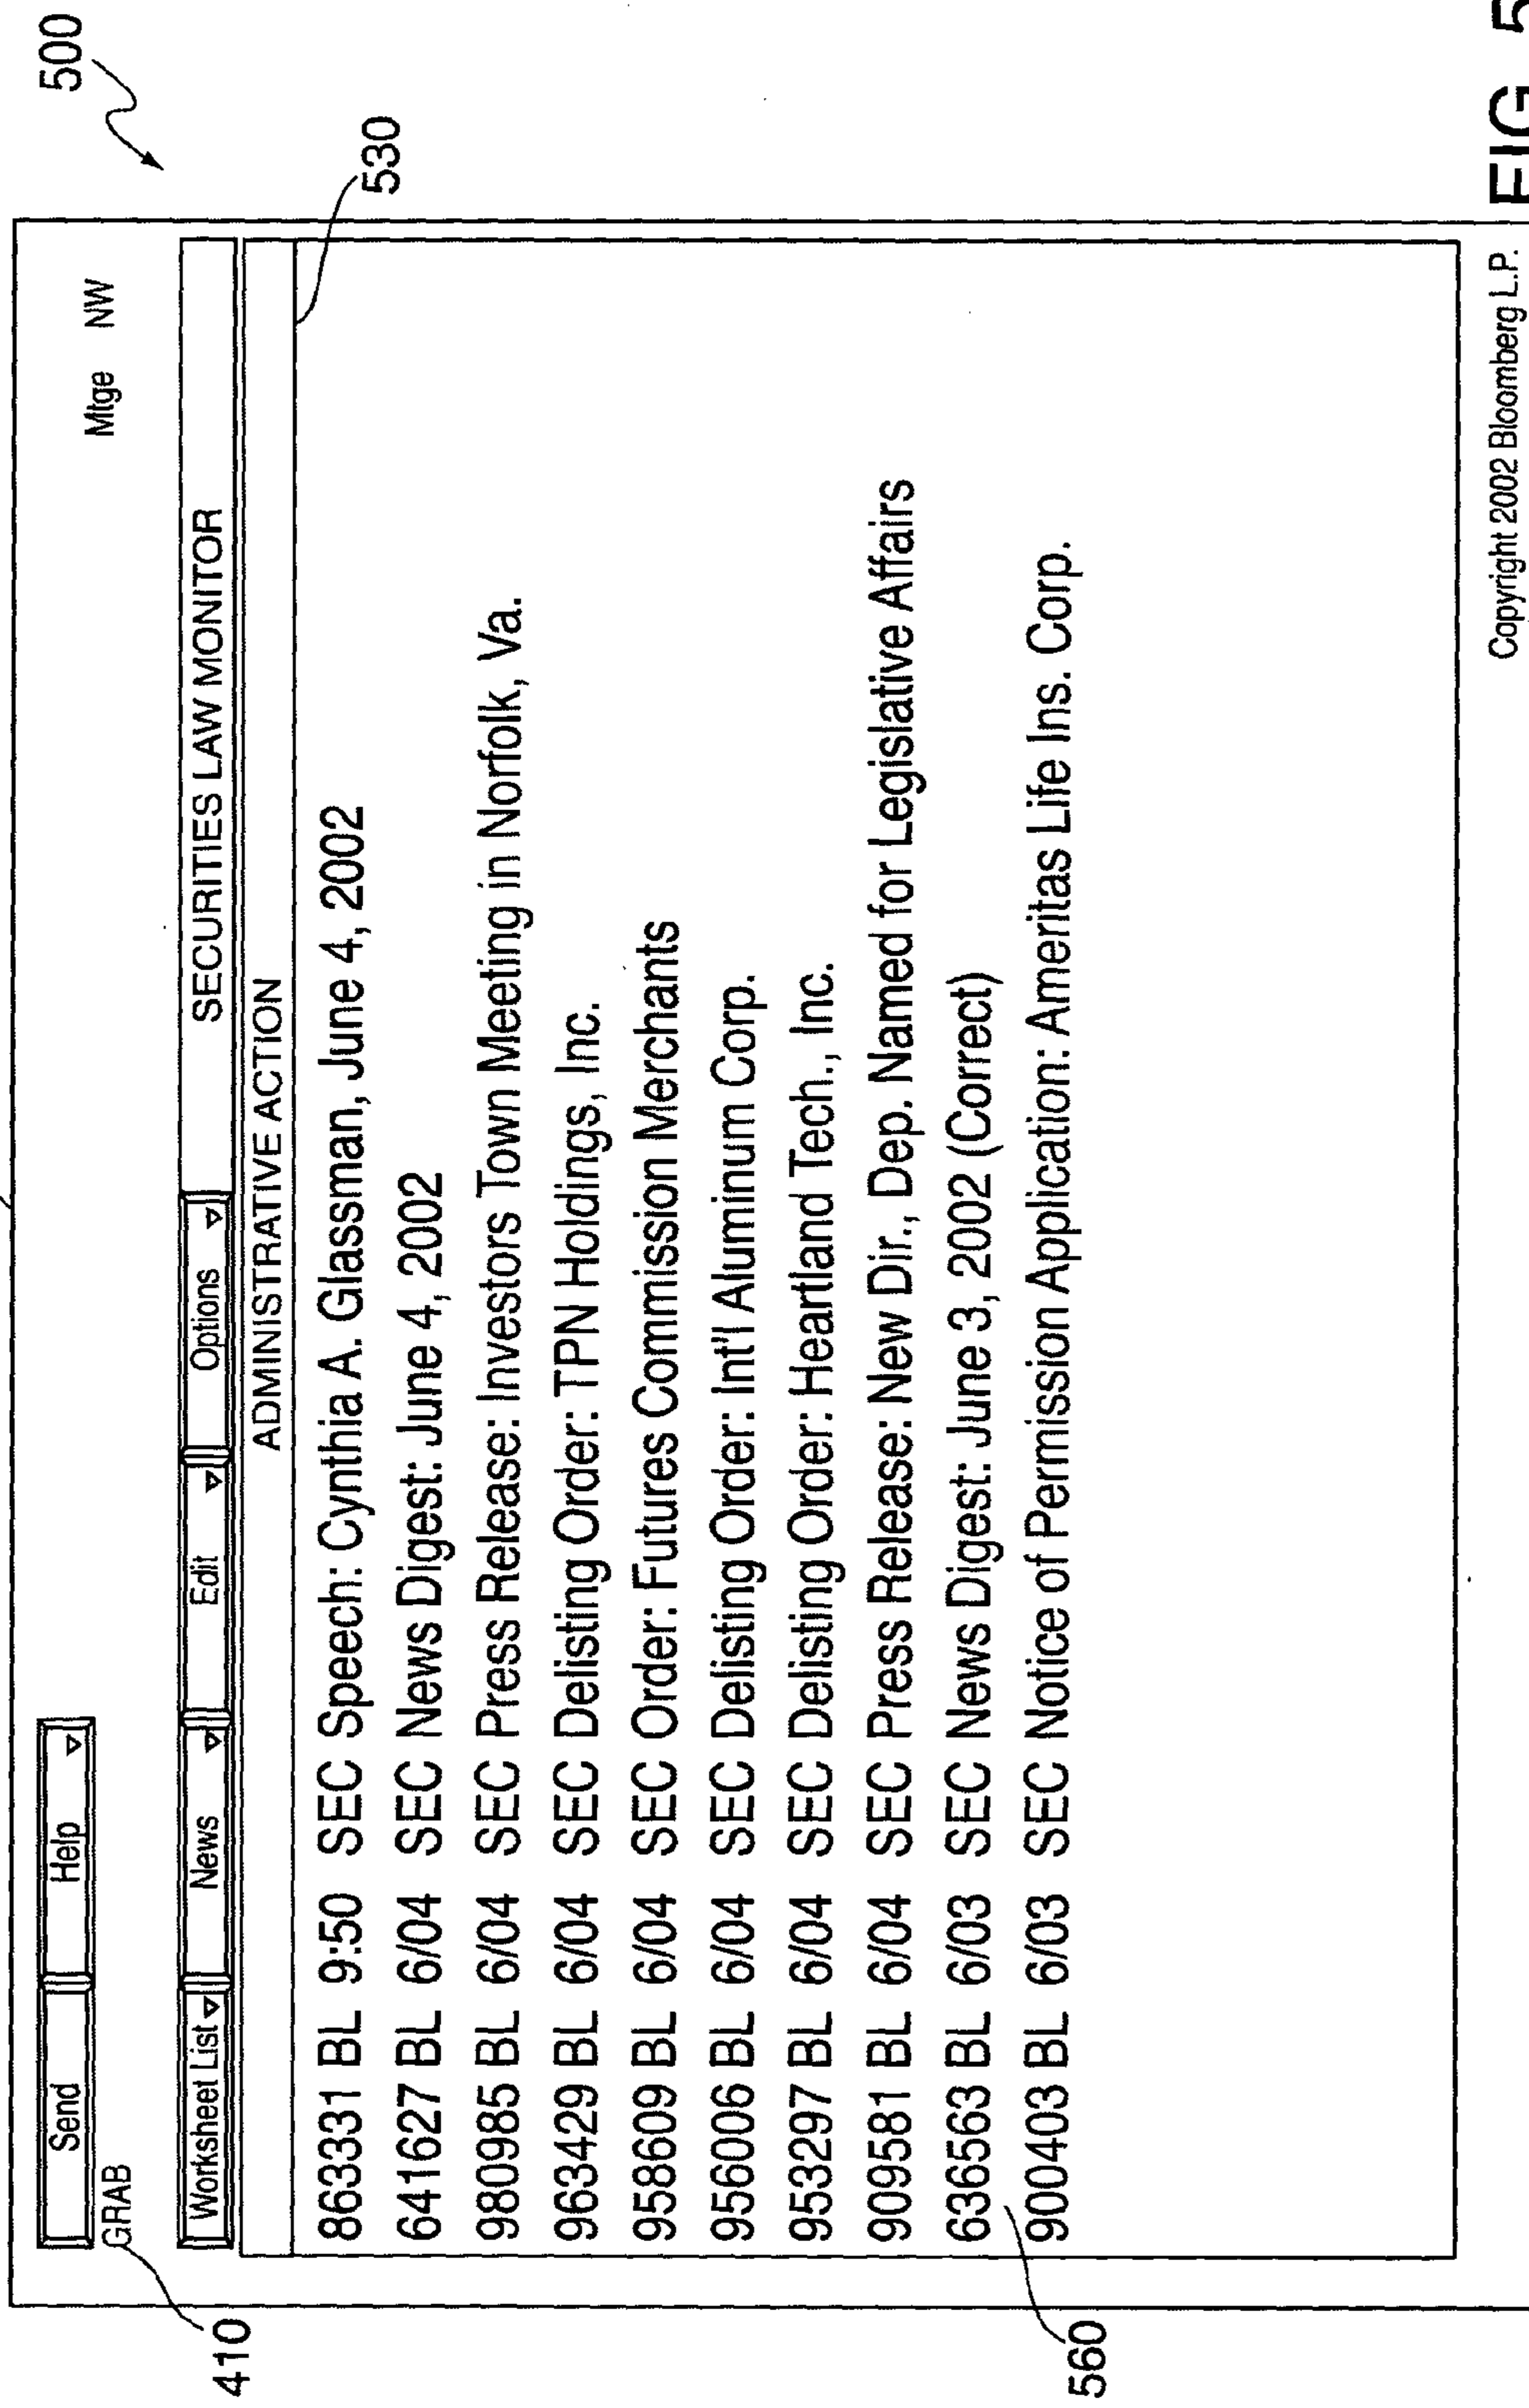 500
Send Help
GRAB
Mtge NW
410
Worksheet List News Edit Options SECURITIES LAW MONITOR
ADMINISTRATIVE ACTION
530
863331 BL 9:50 SEC Speech: Cynthia A. Glassman, June 4, 2002
641627 BL 6/04 SEC News Digest: June 4, 2002
980985 BL 6/04 SEC Press Release: Investors Town Meeting in Norfolk, Va.
963429 BL 6/04 SEC Delisting Order: TPN Holdings, Inc.
958609 BL 6/04 SEC Order: Futures Commission Merchants
956006 BL 6/04 SEC Delisting Order: Int'l Aluminum Corp.
953297 BL 6/04 SEC Delisting Order: Heartland Tech., Inc.
909581 BL 6/04 SEC Press Release: New Dir., Dep. Named for Legislative Affairs
636563 BL 6/03 SEC News Digest: June 3, 2002 (Correct)
900403 BL 6/03 SEC Notice of Permission Application: Ameritas Life Ins. Corp.
560
Copyright 2002 Bloomberg L.P.
FIG. 5